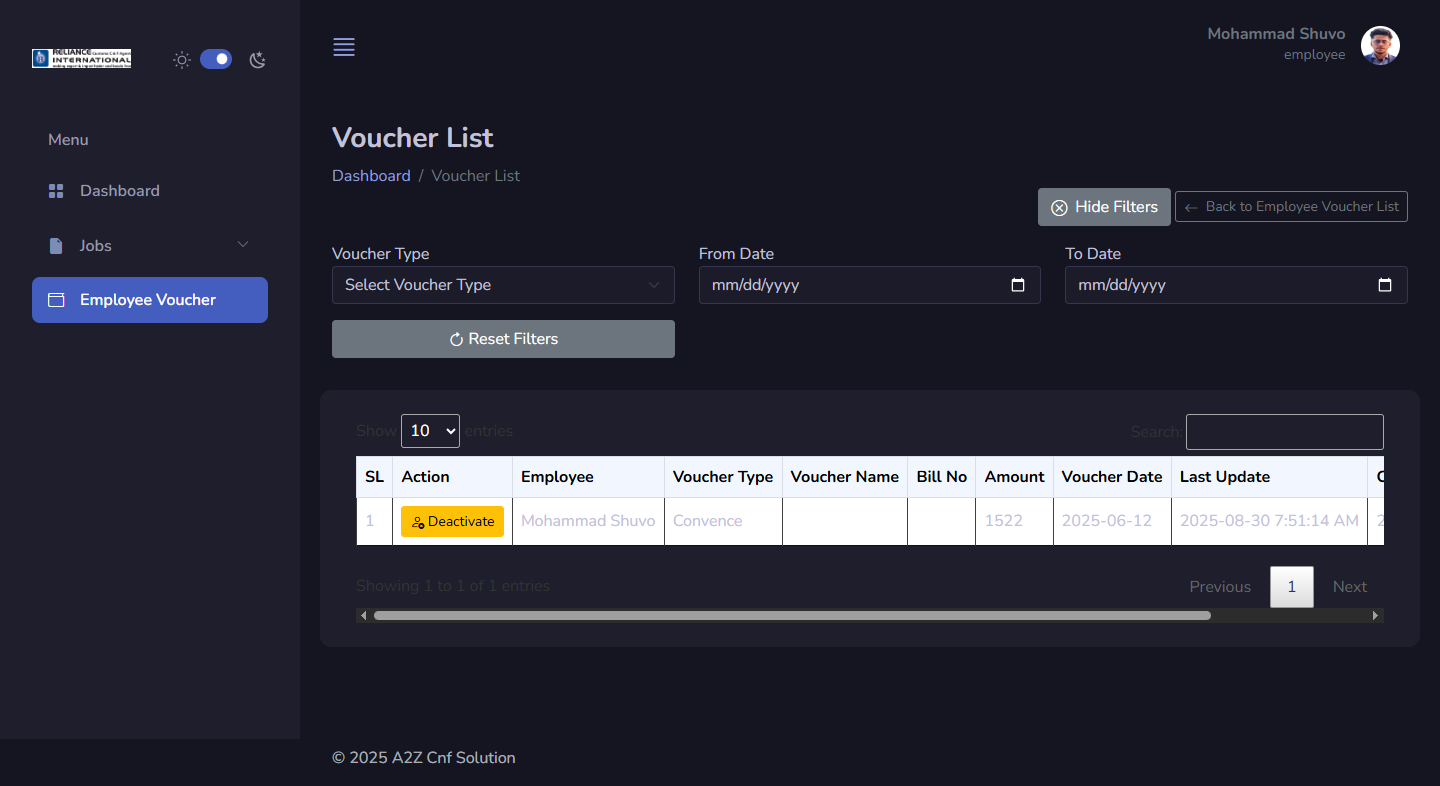 RELIANCE Customs C & F Agent
INTERNATIONAL
Mohammad Shuvo
employee
Menu
Dashboard
Jobs
Employee Voucher
Voucher List
Dashboard / Voucher List
Hide Filters
← Back to Employee Voucher List
Voucher Type From Date To Date
Select Voucher Type mm/dd/yyyy mm/dd/yyyy
Reset Filters
Show 10 entries Search:
SL Action Employee Voucher Type Voucher Name Bill No Amount Voucher Date Last Update
1 Deactivate Mohammad Shuvo Convence 1522 2025-06-12 2025-08-30 7:51:14 AM
Showing 1 to 1 of 1 entries Previous 1 Next
© 2025 A2Z Cnf Solution